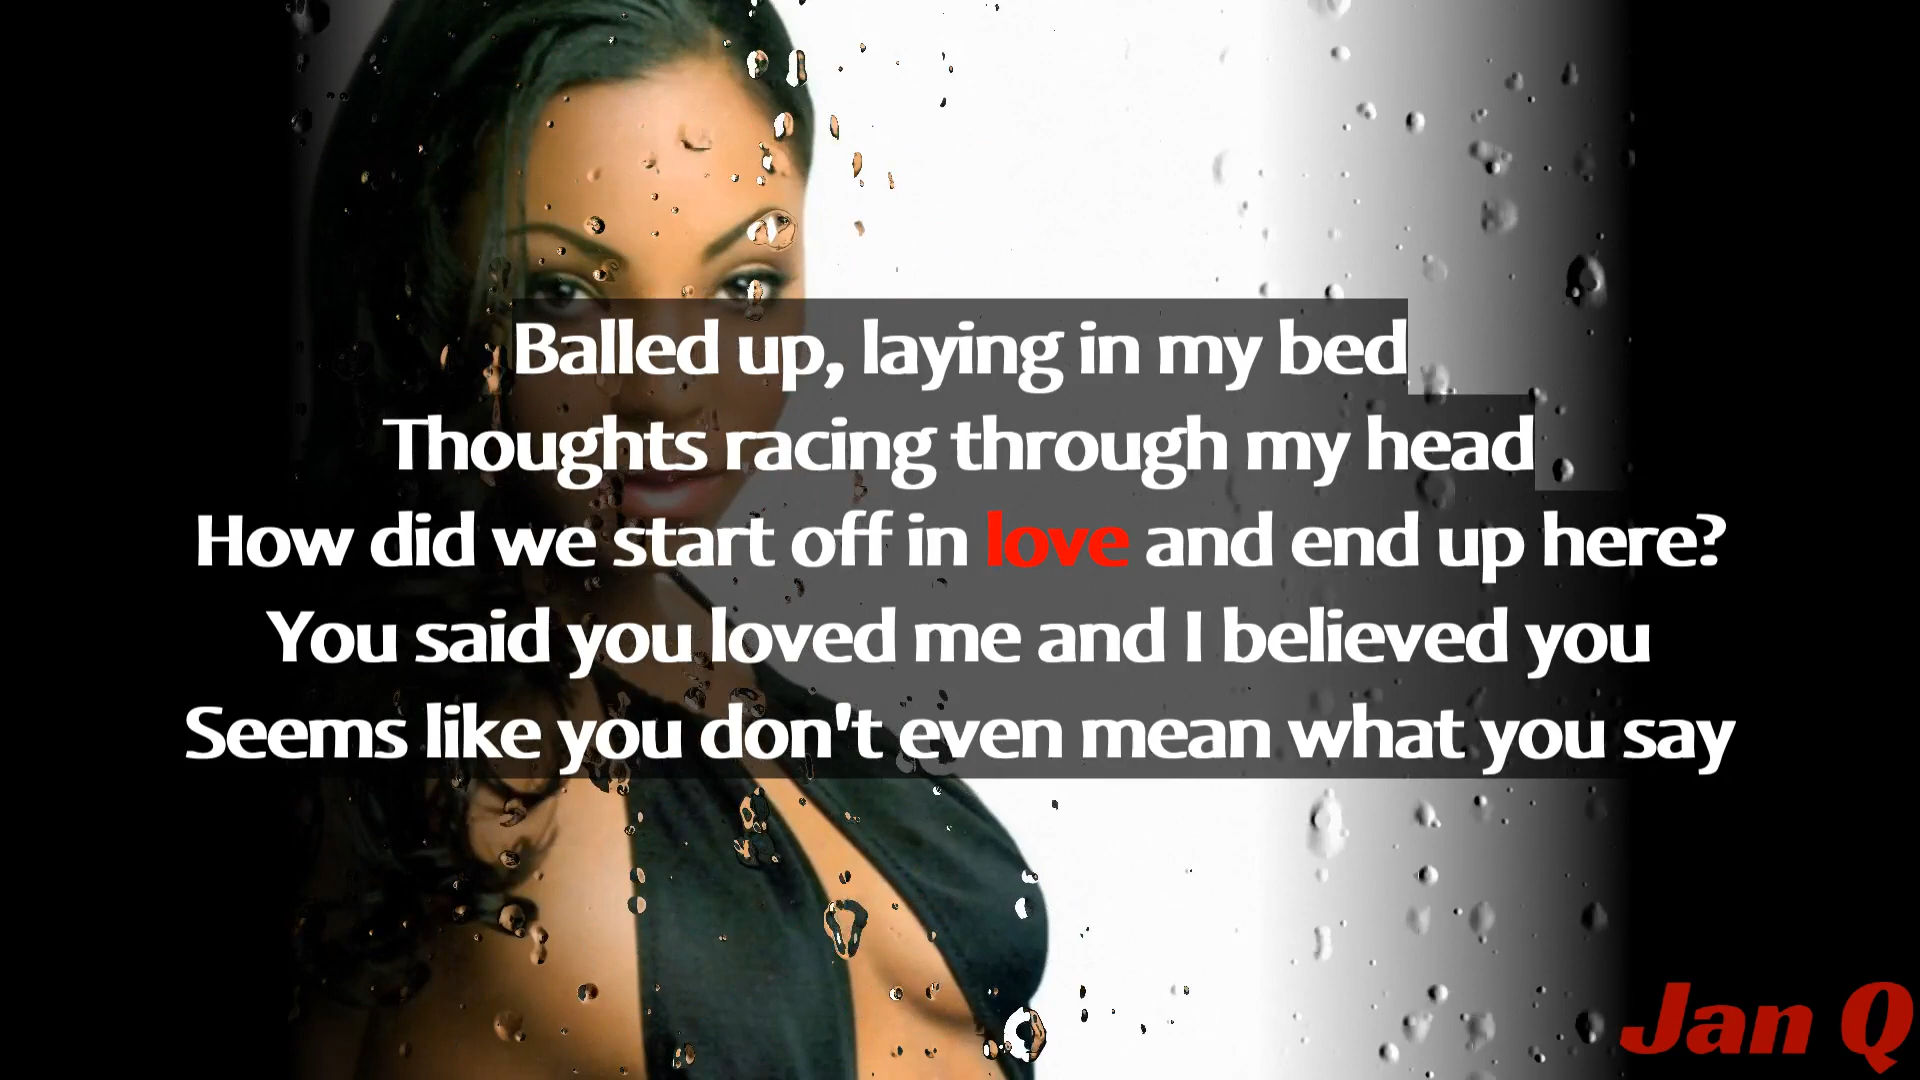 Balled up, laying in my bed
Thoughts racing through my head
How did we start off in love and end up here?
You said you loved me and I believed you
Seems like you don't even mean what you say
Jan Q